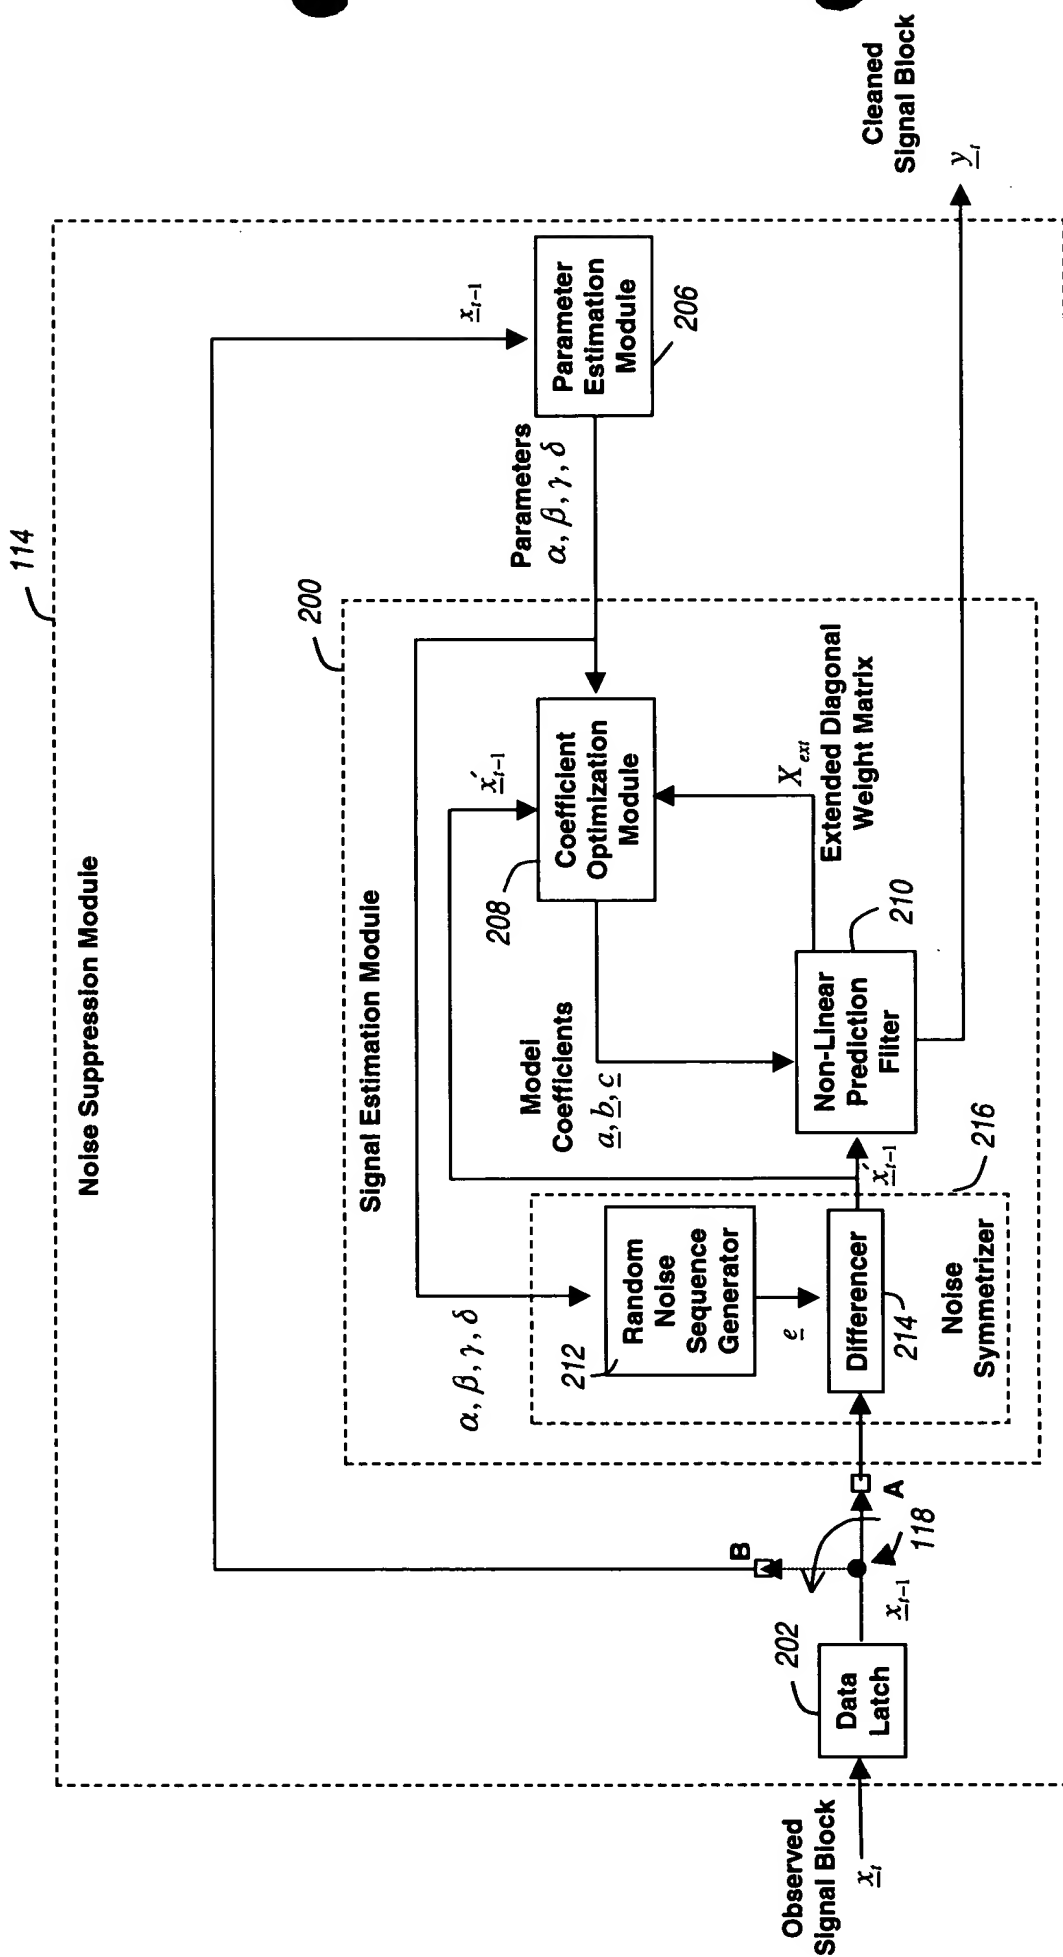 114
Noise Suppression Module
200
Signal Estimation Module
x_{t-1}
Parameter
Estimation
Module
206
Parameters
α, β, γ, δ
x'_{t-1}
Coefficient
Optimization
Module
208
X_{ext}
Extended Diagonal
Weight Matrix
Model
Coefficients
a, b, c
Non-Linear
Prediction
Filter
210
α, β, γ, δ
212
Random
Noise
Sequence
Generator
e
x'_{t-1}
216
Differencer
214
Noise
Symmetrizer
B
A
118
x_{t-1}
202
Data
Latch
Observed
Signal Block
x_t
Cleaned
Signal Block
y_t